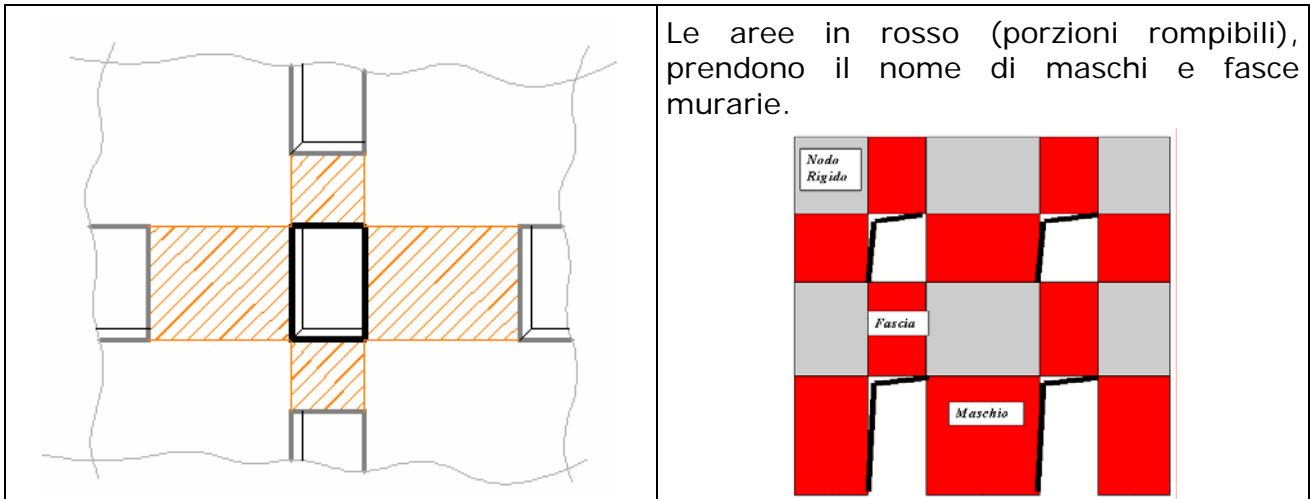 Le aree in rosso (porzioni rompibili),
prendono il nome di maschi e fasce
murarie.
Nodo
Rigido
Fascia
Maschio